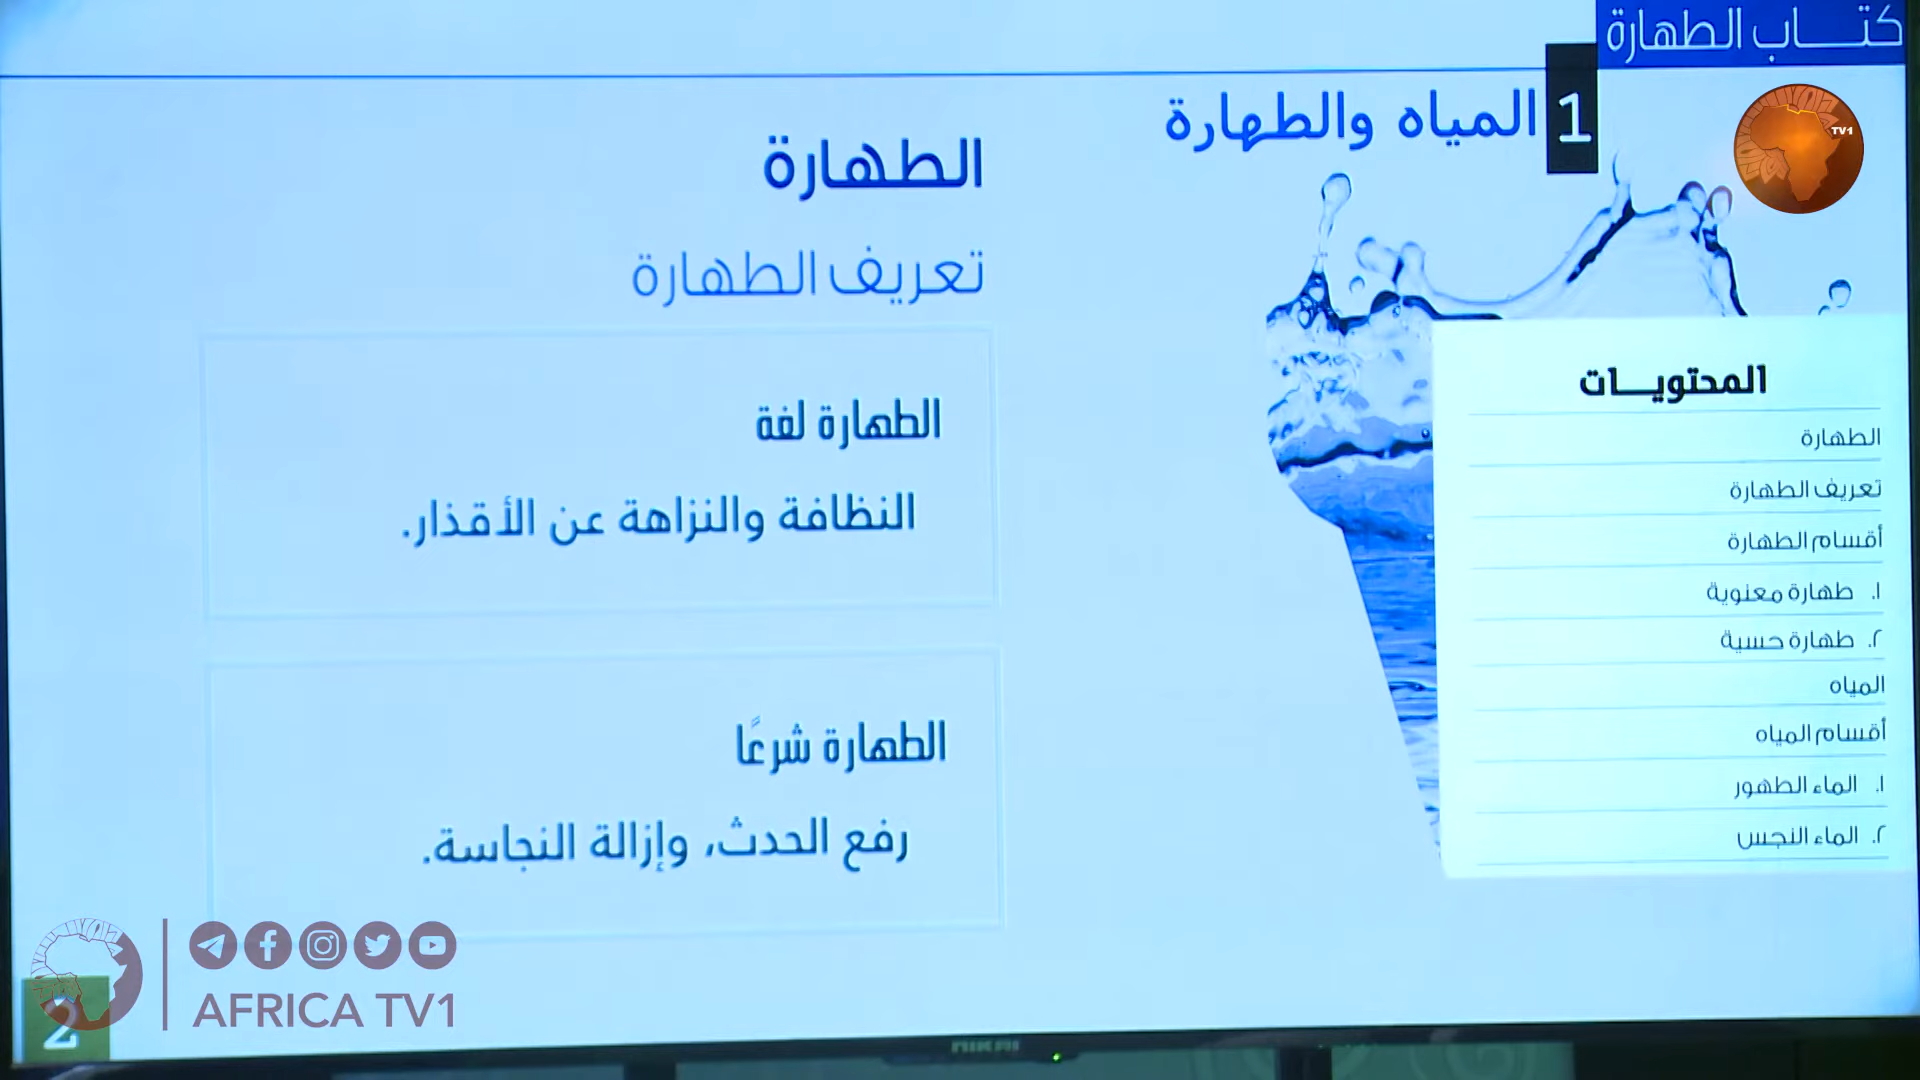 كتـــاب الطهارة
1 المياه والطهارة
TV1
الطهارة
تعريف الطهارة
الطهارة لغة
النظافة والنزاهة عن الأقذار.
الطهارة شرعًا
رفع الحدث، وإزالة النجاسة.
المحتويـــات
الطهارة
تعريف الطهارة
أقسام الطهارة
١. طهارة معنوية
٢. طهارة حسية
المياه
أقسام المياه
١. الماء الطهور
٢. الماء النجس
AFRICA TV1
2
NIKAI